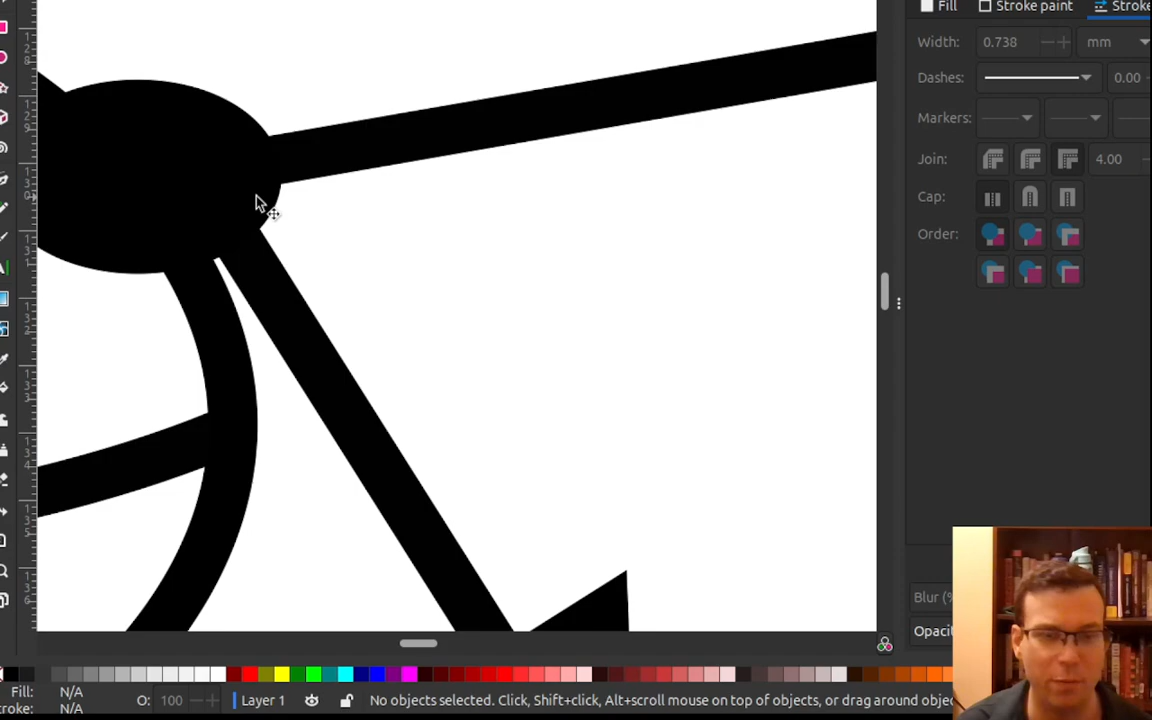 Fill
Stroke paint
Stroke
Width:
0.738
mm
Dashes:
0.00
Markers:
Join:
4.00
Cap:
Order:
Blur (%
Opaci
Fill:
N/A
O:
100
Layer 1
No objects selected. Click, Shift+click, Alt+scroll mouse on top of objects, or drag around objec
stroke:
N/A